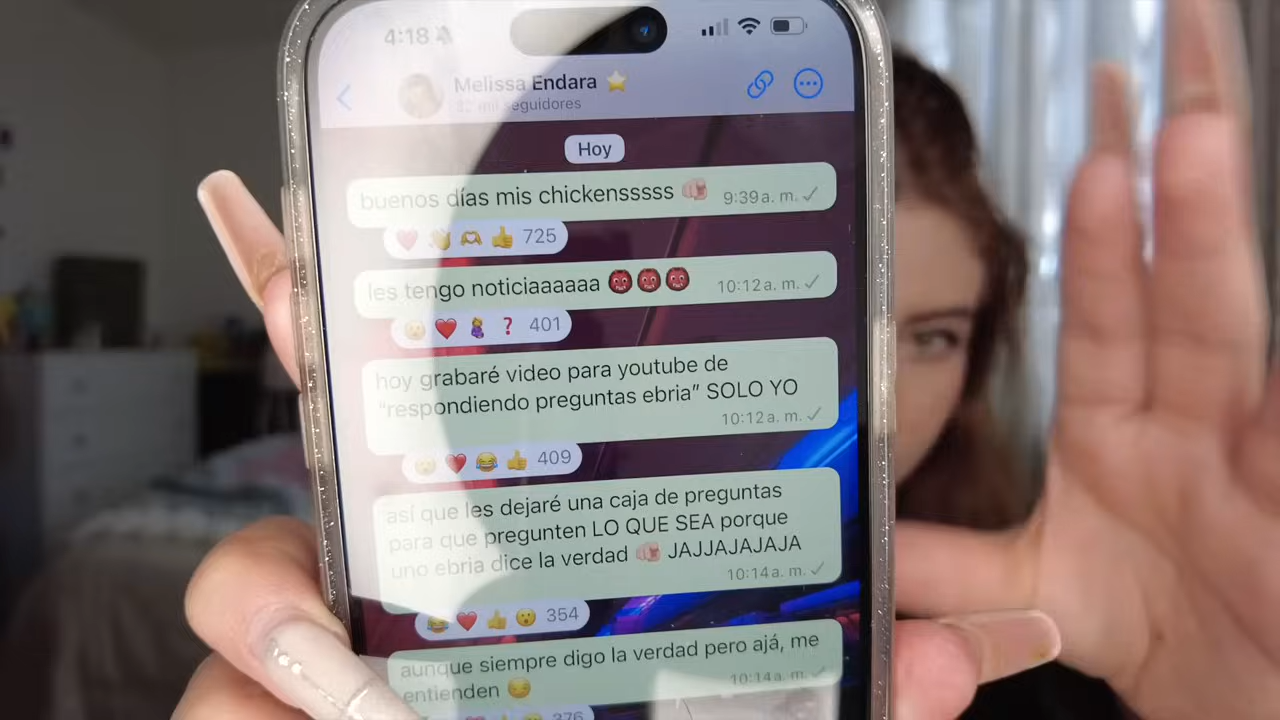 4:18
Melissa Endara ⭐
32 mil seguidores
Hoy
buenos días mis chickensssss 🫵 9:39 a. m. ✓
❤️ 👏 🫶 👍 725
les tengo noticiaaaaaa 👹👹👹 10:12 a. m. ✓
😮 ❤️ 🤰 ❓ 401
hoy grabaré video para youtube de
“respondiendo preguntas ebria” SOLO YO
10:12 a. m. ✓
❤️ 😂 👍 409
así que les dejaré una caja de preguntas
para que pregunten LO QUE SEA porque
uno ebria dice la verdad 🫵 JAJJAJAJAJA
10:14 a. m. ✓
😂 ❤️ 👍 😮 354
aunque siempre digo la verdad pero ajá, me
entienden 😔 10:14 a. m. ✓
376